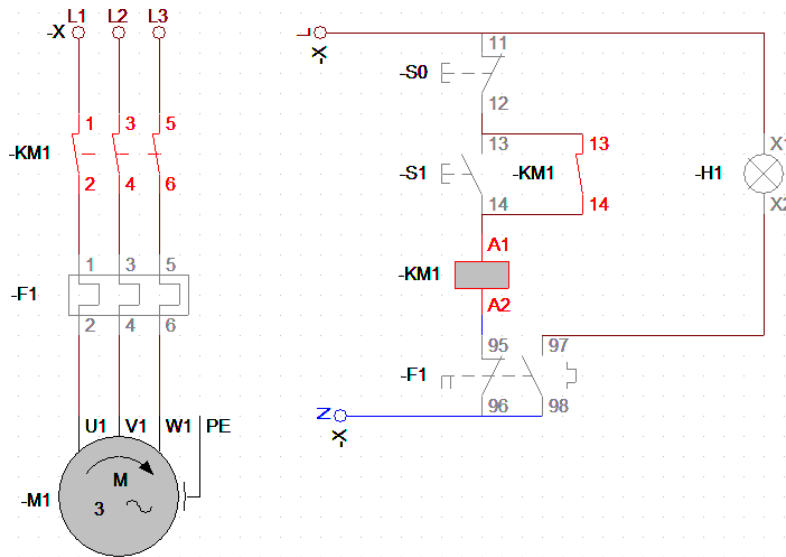 L1 L2 L3
-X
1 3 5
-KM1
2 4 6
1 3 5
-F1
2 4 6
U1 V1 W1 PE
-M1
M
3
L
-X
11
-S0
12
13 13
-S1 -KM1
14 14
A1
-KM1
A2
95 97
-F1
96 98
N
-X
X1
-H1
X2